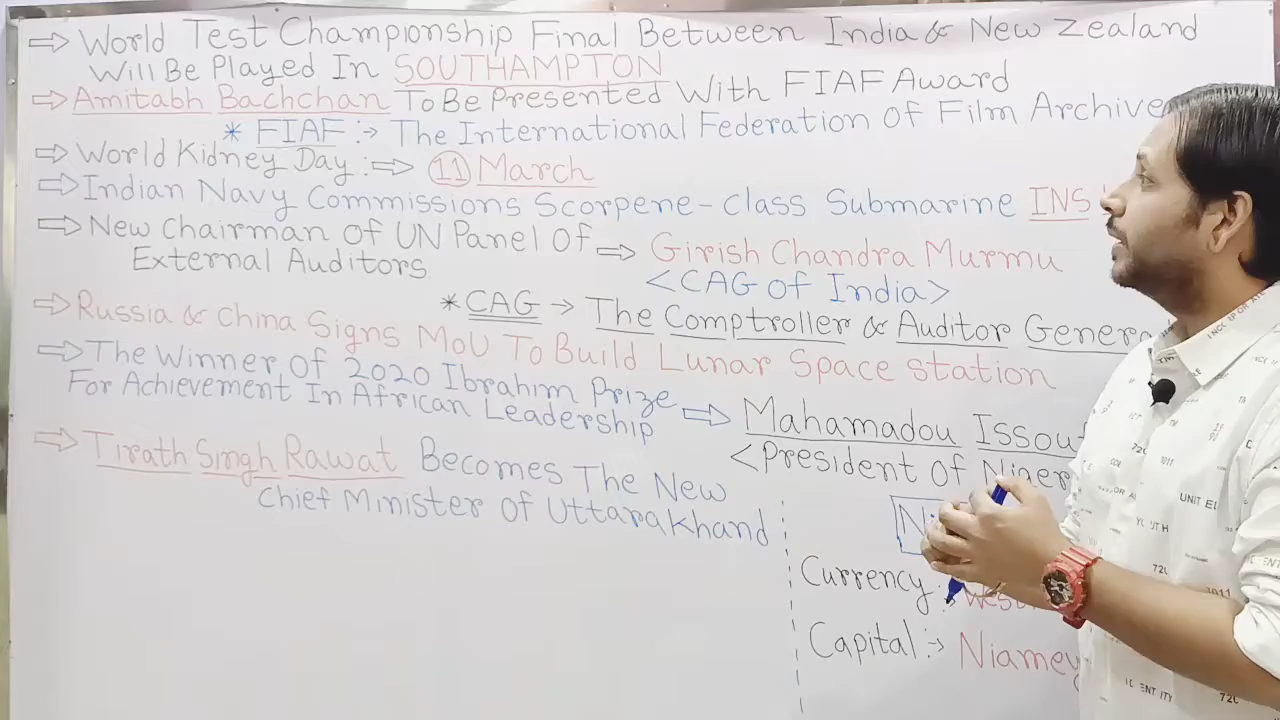 ⇒ World Test Championship Final Between India & New Zealand
Will Be Played In SOUTHAMPTON
⇒ Amitabh Bachchan To Be Presented With FIAF Award
* FIAF :→ The International Federation Of Film Archive
⇒ World Kidney Day :⇒ 11 March
⇒ Indian Navy Commissions Scorpene-class Submarine INS
⇒ New Chairman Of UN Panel Of
External Auditors ⇒ Girish Chandra Murmu
<CAG of India>
* CAG → The Comptroller & Auditor Genera
⇒ Russia & China Signs MoU To Build Lunar Space Station
⇒ The Winner Of 2020 Ibrahim Prize
For Achievement In African Leadership ⇒ Mahamadou Issou
<President Of Niger
⇒ Tirath Singh Rawat Becomes The New
Chief Minister Of Uttarakhand
Currency :→ West
Capital :→ Niamey
UNIT
IDENTITY